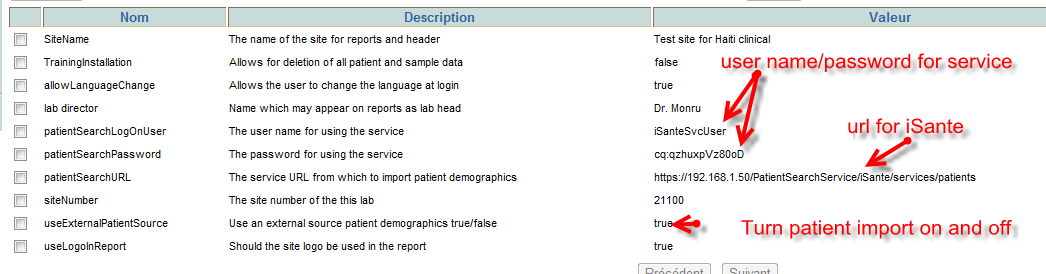 Nom Description Valeur
SiteName The name of the site for reports and header Test site for Haiti clinical
TrainingInstallation Allows for deletion of all patient and sample data false
user name/password for service
allowLanguageChange Allows the user to change the language at login true
lab director Name which may appear on reports as lab head Dr. Monru
patientSearchLogOnUser The user name for using the service iSanteSvcUser
url for iSante
patientSearchPassword The password for using the service cq:qzhuxpVz80oD
patientSearchURL The service URL from which to import patient demographics https://192.168.1.50/PatientSearchService/iSante/services/patients
siteNumber The site number of the this lab 21100
useExternalPatientSource Use an external source patient demographics true/false true
Turn patient import on and off
useLogoInReport Should the site logo be used in the report true
Précédent Suivant